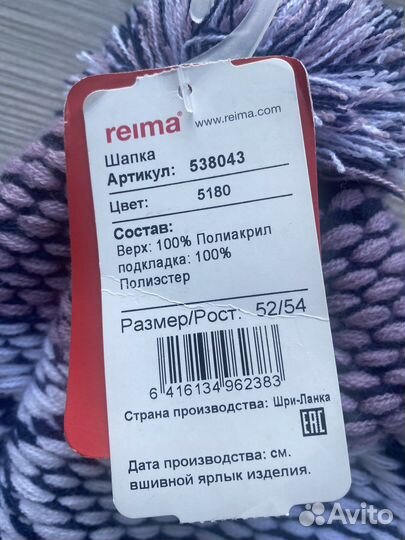 reima® www.reima.com
Шапка
Артикул: 538043
Цвет: 5180
Состав:
Верх: 100% Полиакрил
подкладка: 100%
Полиэстер
Размер/Рост: 52/54
6 416134 962383
Страна производства: Шри-Ланка
EAC
Дата производства: см.
вшивной ярлык изделия.
Avito